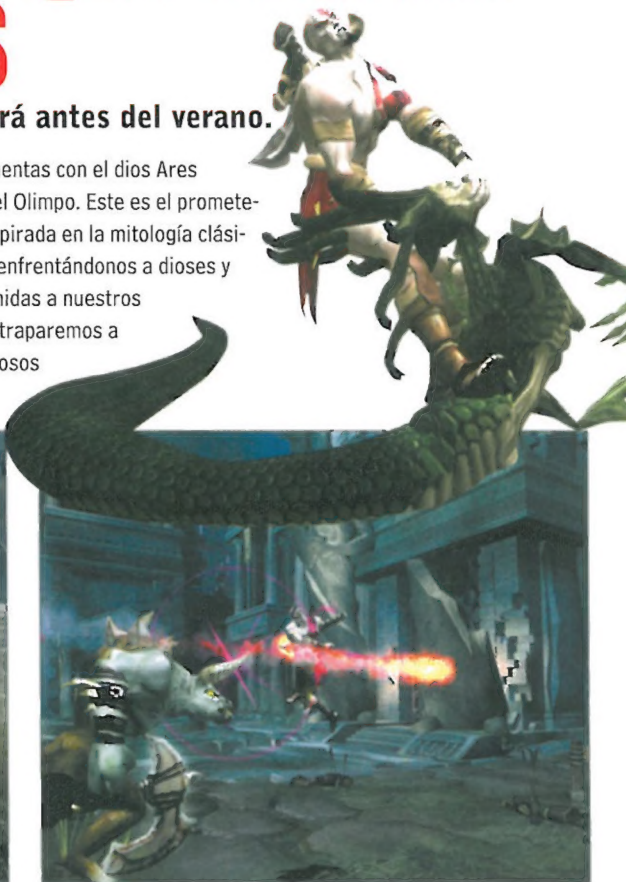 S
rá antes del verano.
entas con el dios Ares
el Olimpo. Este es el promete-
pirada en la mitología clási-
enfrentándonos a dioses y
nidas a nuestros
traparemos a
osos